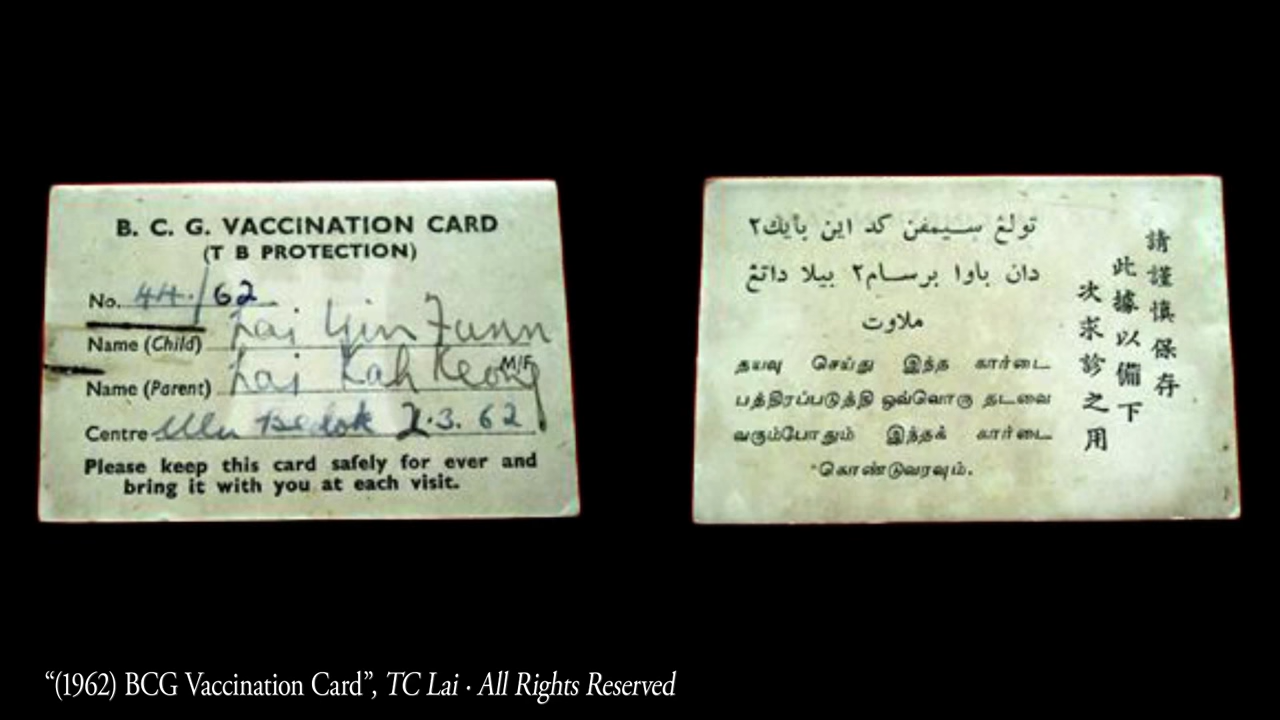 B. C. G. VACCINATION CARD
(T B PROTECTION)
No. 44./62
Name (Child) Lai Yin Funn
M/F
Name (Parent) Lai Kah Keong
Centre Ulu Bedok 2.3. 62
Please keep this card safely for ever and
bring it with you at each visit.
تولڠ سيمفن کد اين بأيك٢
دان باوا برسام٢ بيلا داتڠ
ملاوت
தயவு செய்து இந்த கார்டை
பத்திரப்படுத்தி ஒவ்வொரு தடவை
வரும்போதும் இந்தக் கார்டை
கொண்டுவரவும்.
請謹慎保存
此據以備下
次求診之用
“(1962) BCG Vaccination Card”, TC Lai · All Rights Reserved